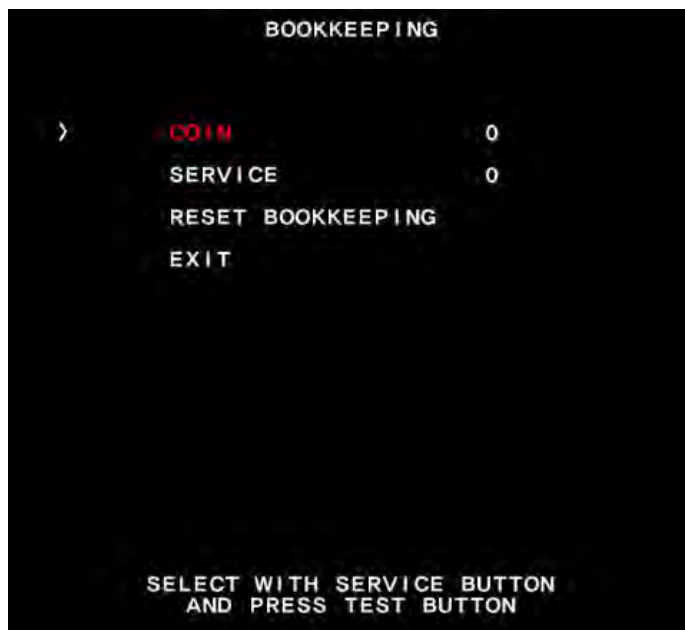 BOOKKEEPING
> COIN 0
SERVICE 0
RESET BOOKKEEPING
EXIT
SELECT WITH SERVICE BUTTON
AND PRESS TEST BUTTON